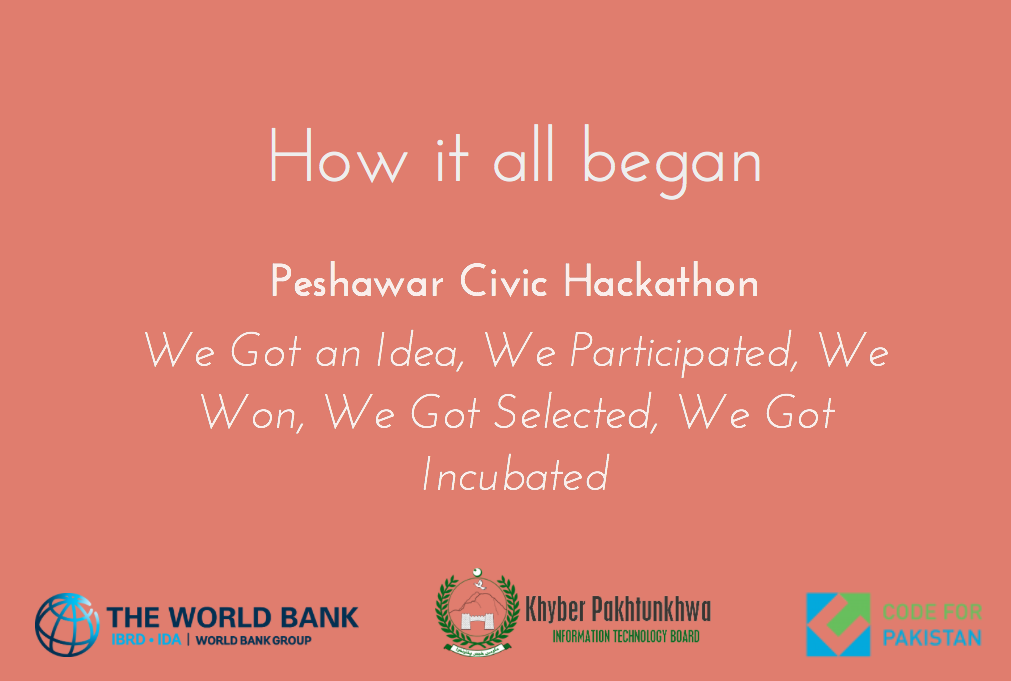 How it all began
Peshawar Civic Hackathon
We Got an Idea, We Participated, We
Won, We Got Selected, We Got
Incubated
THE WORLD BANK
IBRD • IDA | WORLD BANK GROUP
Khyber Pakhtunkhwa
INFORMATION TECHNOLOGY BOARD
CODE FOR
PAKISTAN